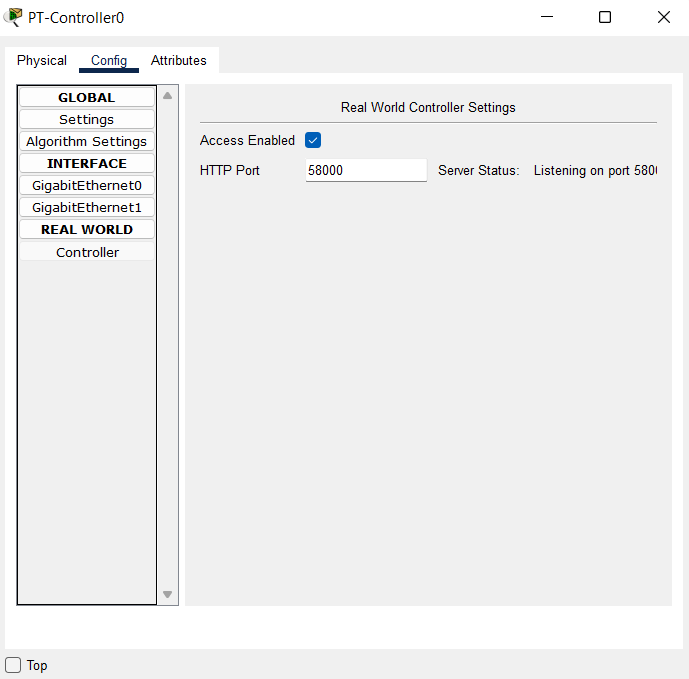 PT-Controller0
Physical Config Attributes
GLOBAL
Settings
Algorithm Settings
INTERFACE
GigabitEthernet0
GigabitEthernet1
REAL WORLD
Controller
Real World Controller Settings
Access Enabled
HTTP Port 58000 Server Status: Listening on port 580
Top